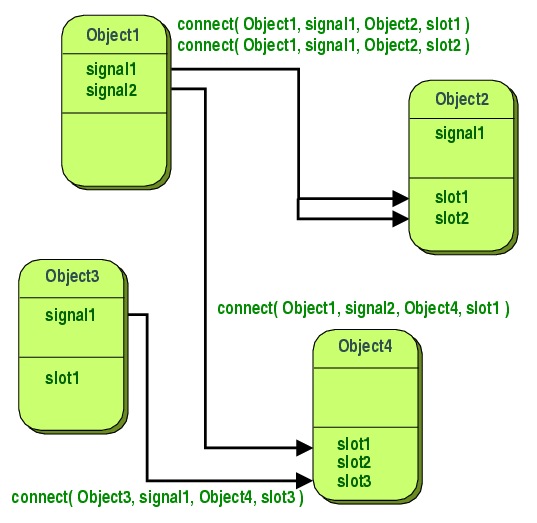 connect( Object1, signal1, Object2, slot1 )
connect( Object1, signal1, Object2, slot2 )
Object1
signal1
signal2
Object2
signal1
slot1
slot2
Object3
signal1
slot1
connect( Object1, signal2, Object4, slot1 )
Object4
slot1
slot2
slot3
connect( Object3, signal1, Object4, slot3 )